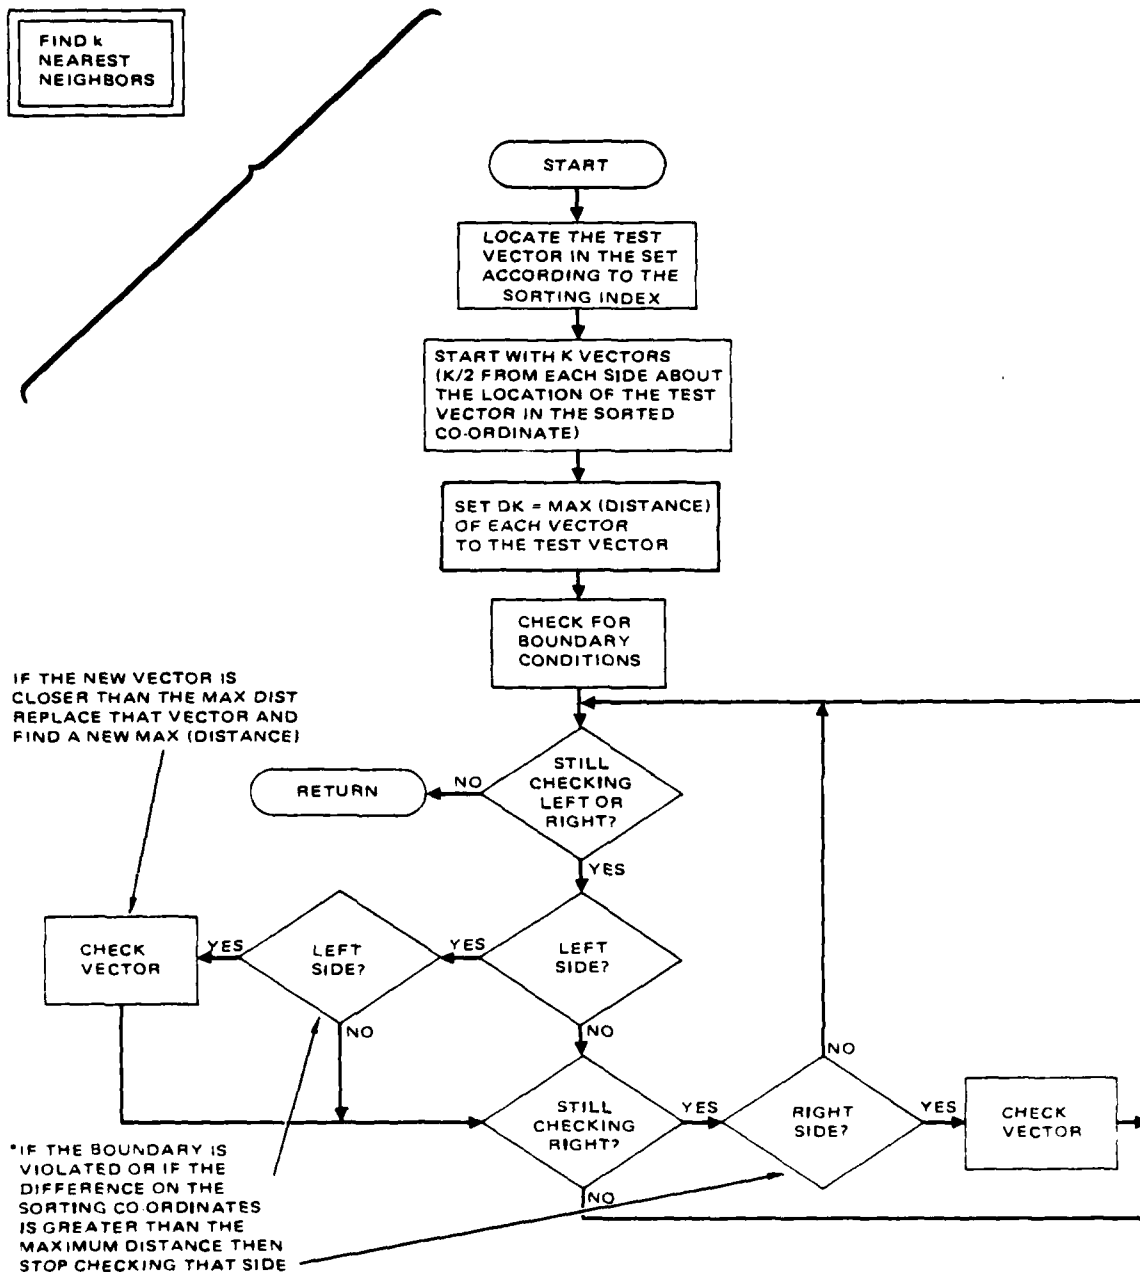 FIND k
NEAREST
NEIGHBORS
START
LOCATE THE TEST
VECTOR IN THE SET
ACCORDING TO THE
SORTING INDEX
START WITH K VECTORS
(K/2 FROM EACH SIDE ABOUT
THE LOCATION OF THE TEST
VECTOR IN THE SORTED
CO-ORDINATE)
SET DK = MAX (DISTANCE)
OF EACH VECTOR
TO THE TEST VECTOR
CHECK FOR
BOUNDARY
CONDITIONS
IF THE NEW VECTOR IS
CLOSER THAN THE MAX DIST
REPLACE THAT VECTOR AND
FIND A NEW MAX (DISTANCE)
STILL
CHECKING
LEFT OR
RIGHT?
NO
RETURN
YES
LEFT
SIDE?
YES
LEFT
SIDE?
YES
CHECK
VECTOR
NO
NO
STILL
CHECKING
RIGHT?
YES
RIGHT
SIDE?
NO
YES
CHECK
VECTOR
NO
*IF THE BOUNDARY IS
VIOLATED OR IF THE
DIFFERENCE ON THE
SORTING CO-ORDINATES
IS GREATER THAN THE
MAXIMUM DISTANCE THEN
STOP CHECKING THAT SIDE